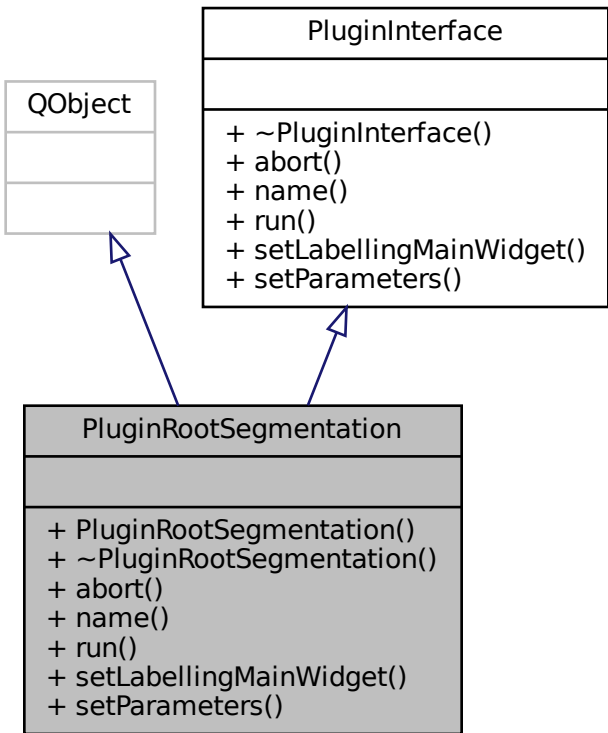 PluginInterface
QObject
+ ~PluginInterface()
+ abort()
+ name()
+ run()
+ setLabellingMainWidget()
+ setParameters()
PluginRootSegmentation
+ PluginRootSegmentation()
+ ~PluginRootSegmentation()
+ abort()
+ name()
+ run()
+ setLabellingMainWidget()
+ setParameters()